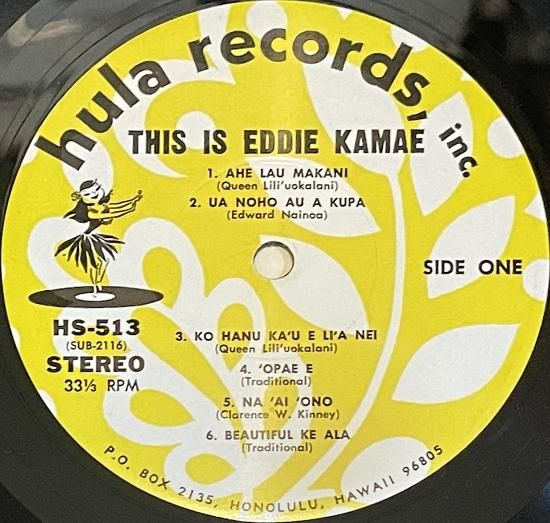 hula records, inc.
THIS IS EDDIE KAMAE
1. AHE LAU MAKANI
(Queen Lili'uokalani)
2. UA NOHO AU A KUPA
(Edward Nainoa)
SIDE ONE
HS-513
(SUB-2116)
STEREO
33⅓ RPM
3. KO HANU KA'U E LI'A NEI
(Queen Lili'uokalani)
4. 'OPAE E
(Traditional)
5. NA 'AI 'ONO
(Clarence W. Kinney)
6. BEAUTIFUL KE ALA
(Traditional)
P.O. BOX 2135, HONOLULU, HAWAII 96805